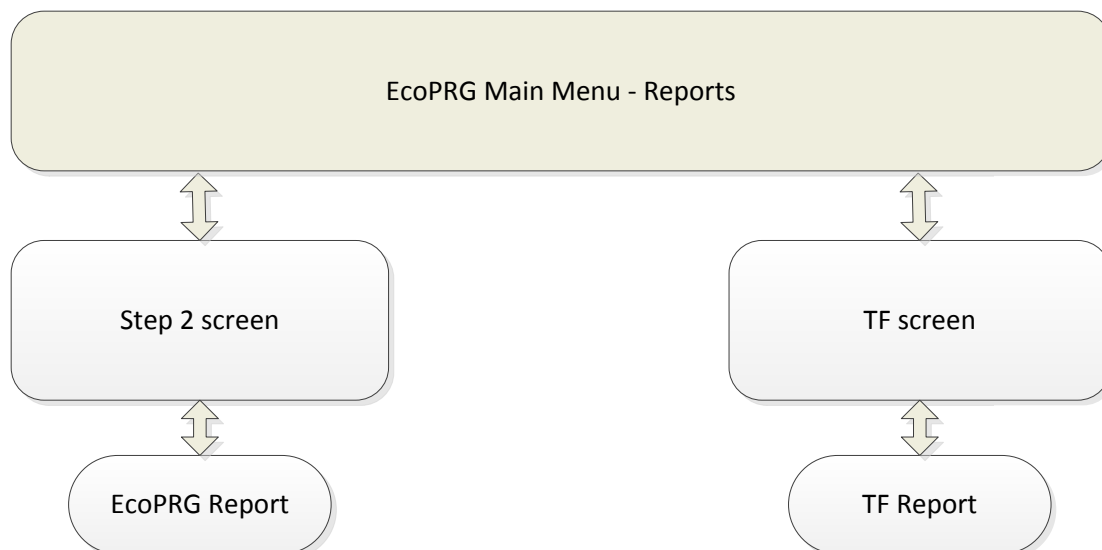 EcoPRG Main Menu - Reports
Step 2 screen
TF screen
EcoPRG Report
TF Report